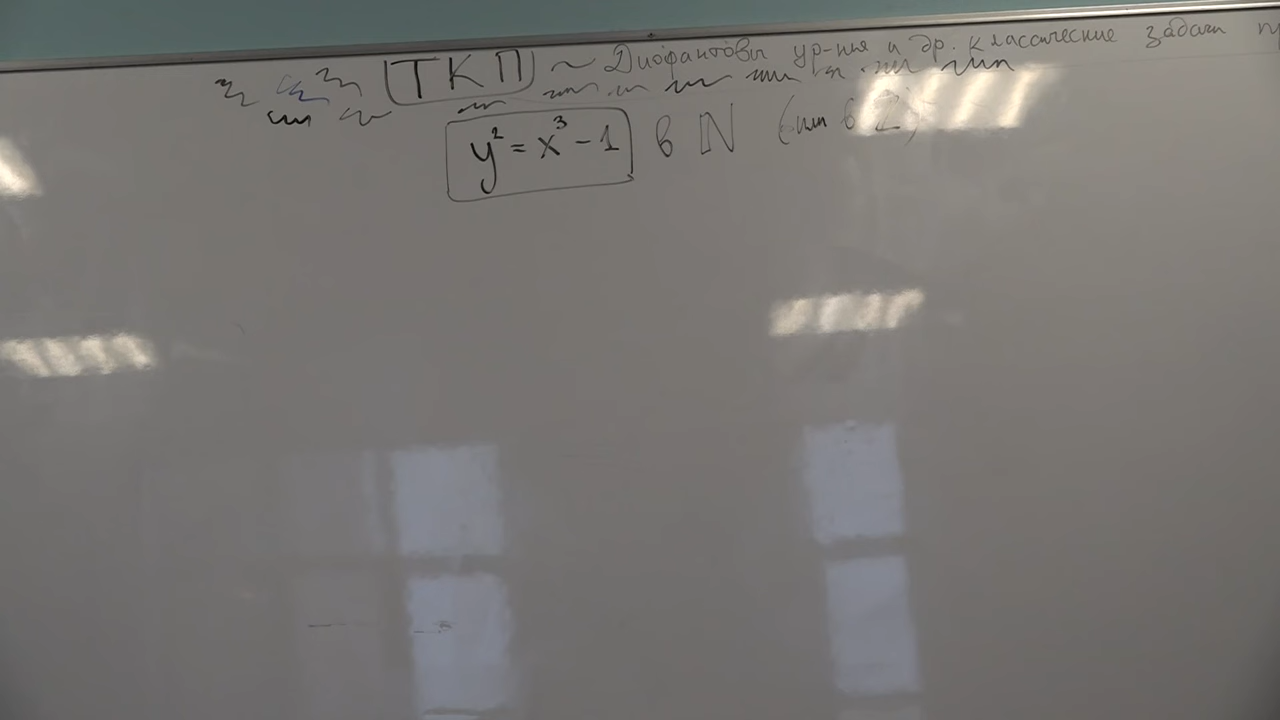 ТКП ~ Диофантовы ур-ния и др. классические задачи
y² = x³ - 1 в ℕ (или в ℤ)